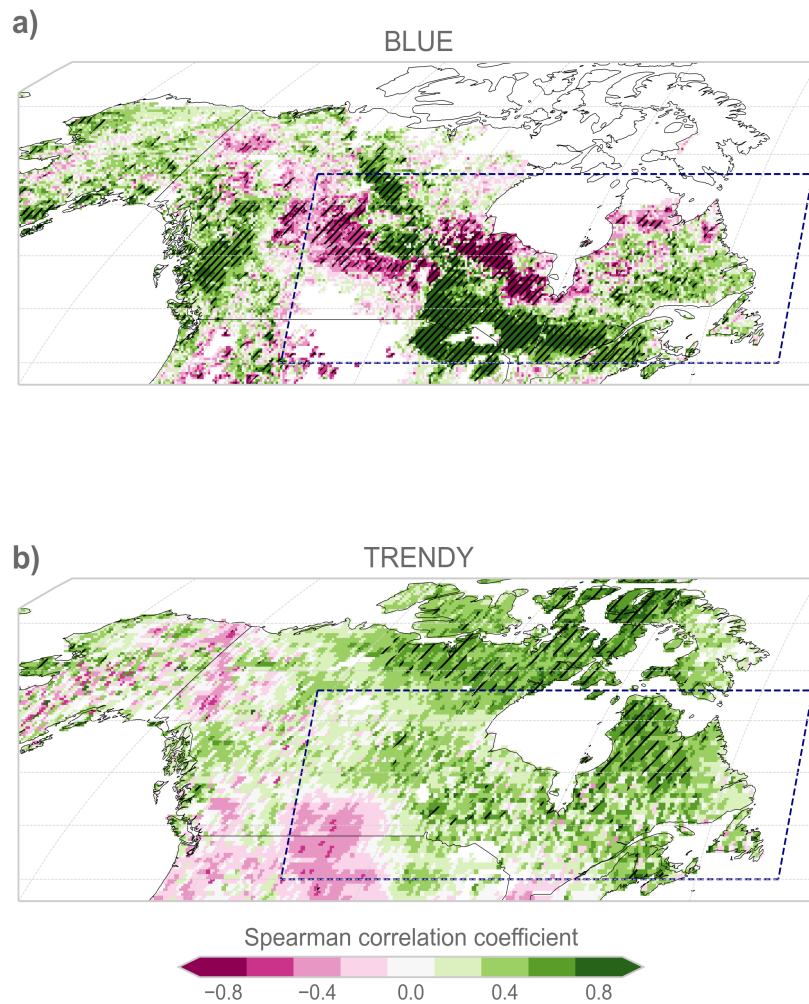 a)
BLUE
b)
TRENDY
Spearman correlation coefficient
−0.8 −0.4 0.0 0.4 0.8